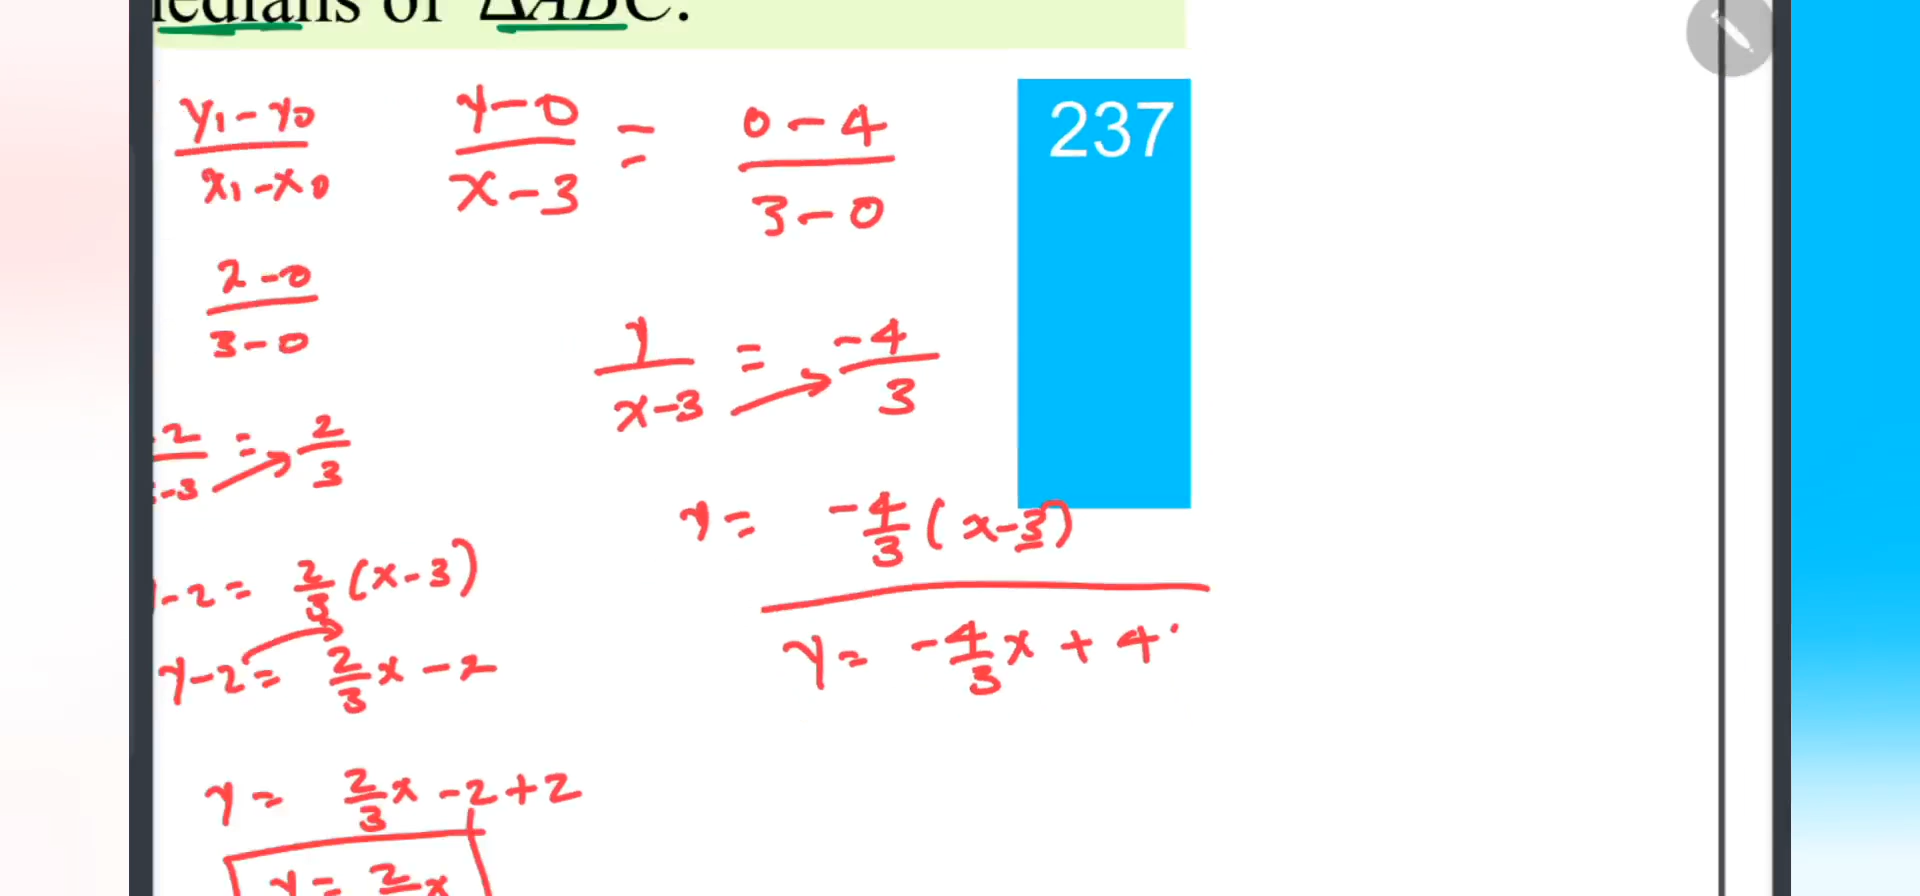 of ΔABC.
y₁-y₀ / x₁-x₀
2-0 / 3-0
2/3
-2 = 2/3 (x-3)
y-2 = 2/3 x - 2
y = 2/3 x - 2 + 2
y-0 / x-3 = 0-4 / 3-0
y / x-3 = -4 / 3
y = -4/3 (x-3)
y = -4/3 x + 4
237